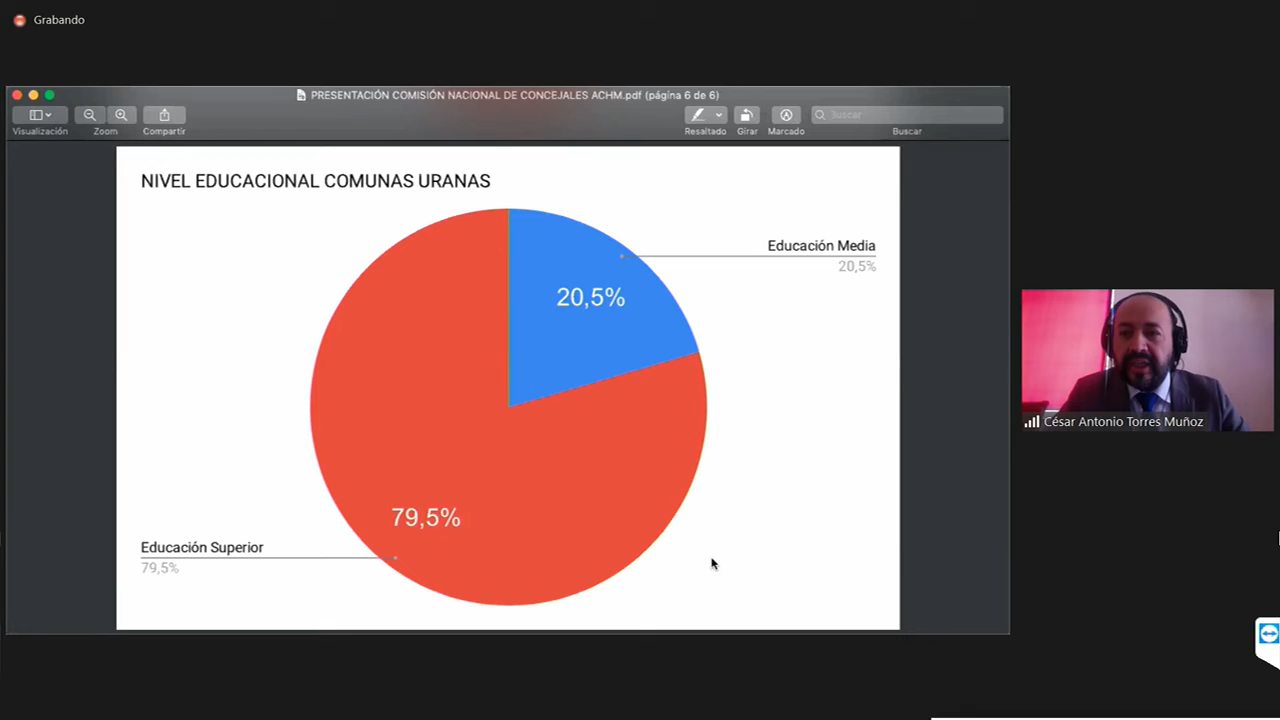 Grabando
PRESENTACIÓN COMISIÓN NACIONAL DE CONCEJALES ACHM.pdf (página 6 de 6)
Visualización
Zoom
Compartir
Resaltado
Girar
Marcado
Buscar
Buscar
NIVEL EDUCACIONAL COMUNAS URANAS
Educación Media
20,5%
20,5%
79,5%
Educación Superior
79,5%
César Antonio Torres Muñoz